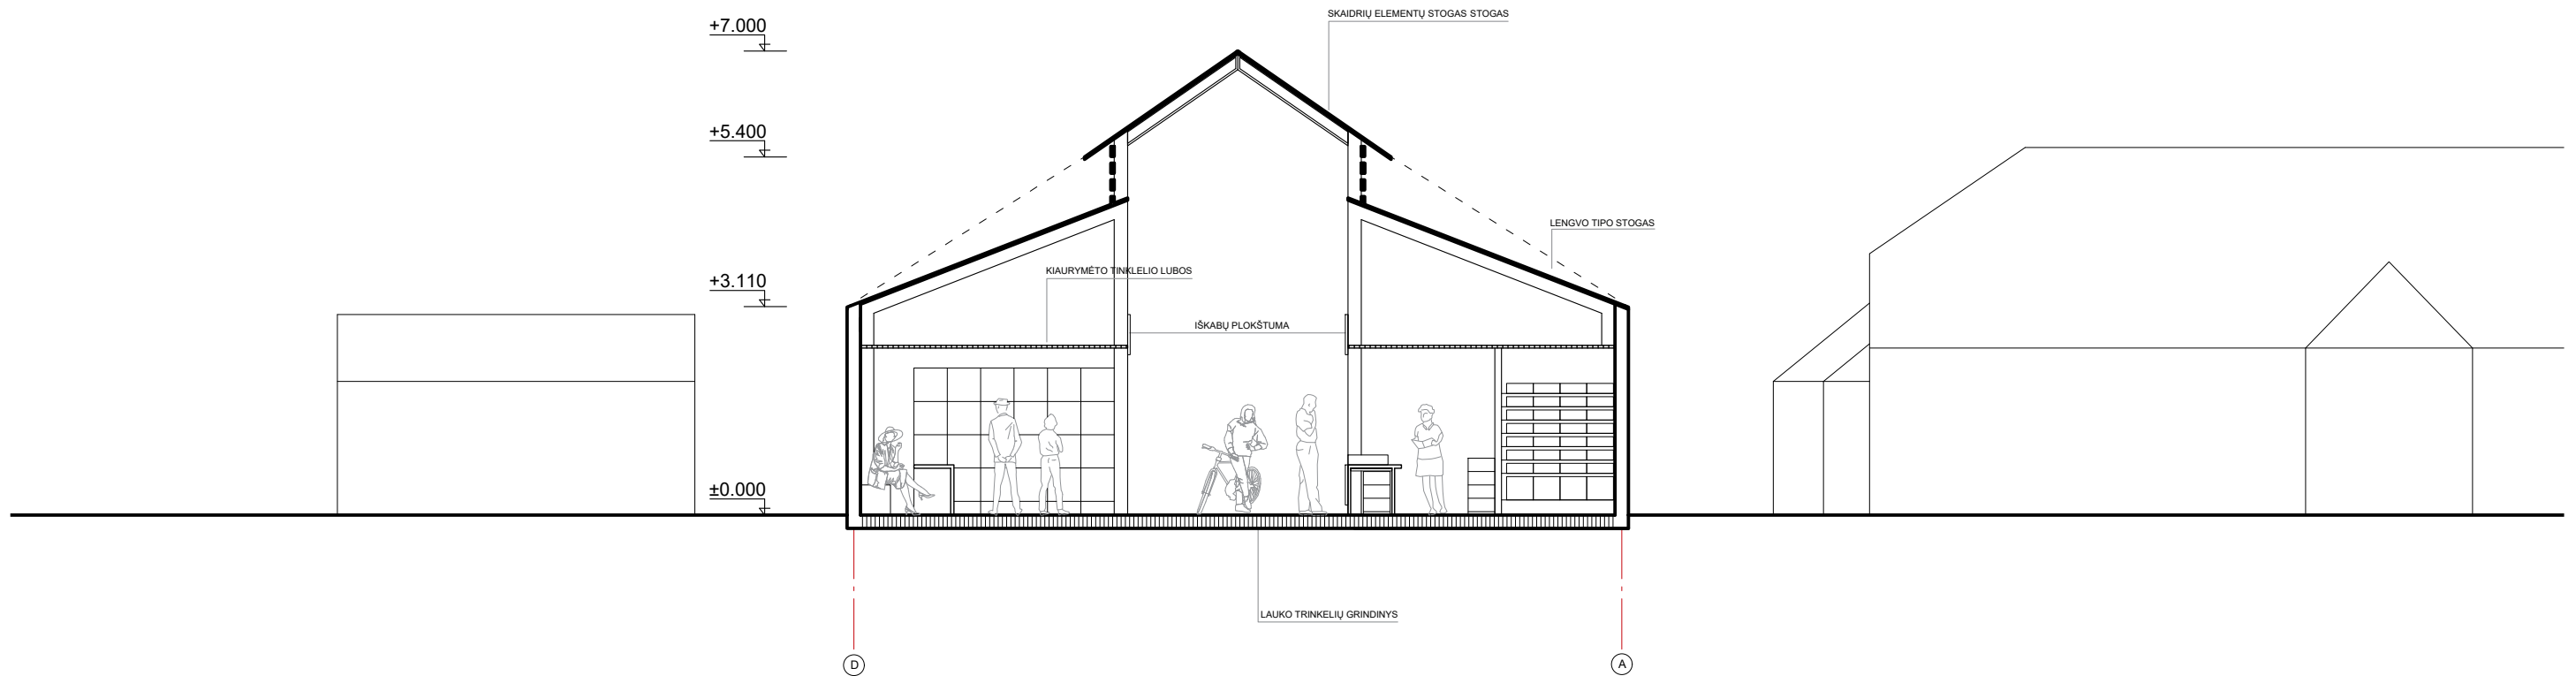 SKAIDRIŲ ELEMENTŲ STOGAS STOGAS
+7.000
+5.400
LENGVO TIPO STOGAS
KIAURYMĖTO TINKLELIO LUBOS
+3.110
IŠKABŲ PLOKŠTUMA
±0.000
LAUKO TRINKELIŲ GRINDINYS
D
A